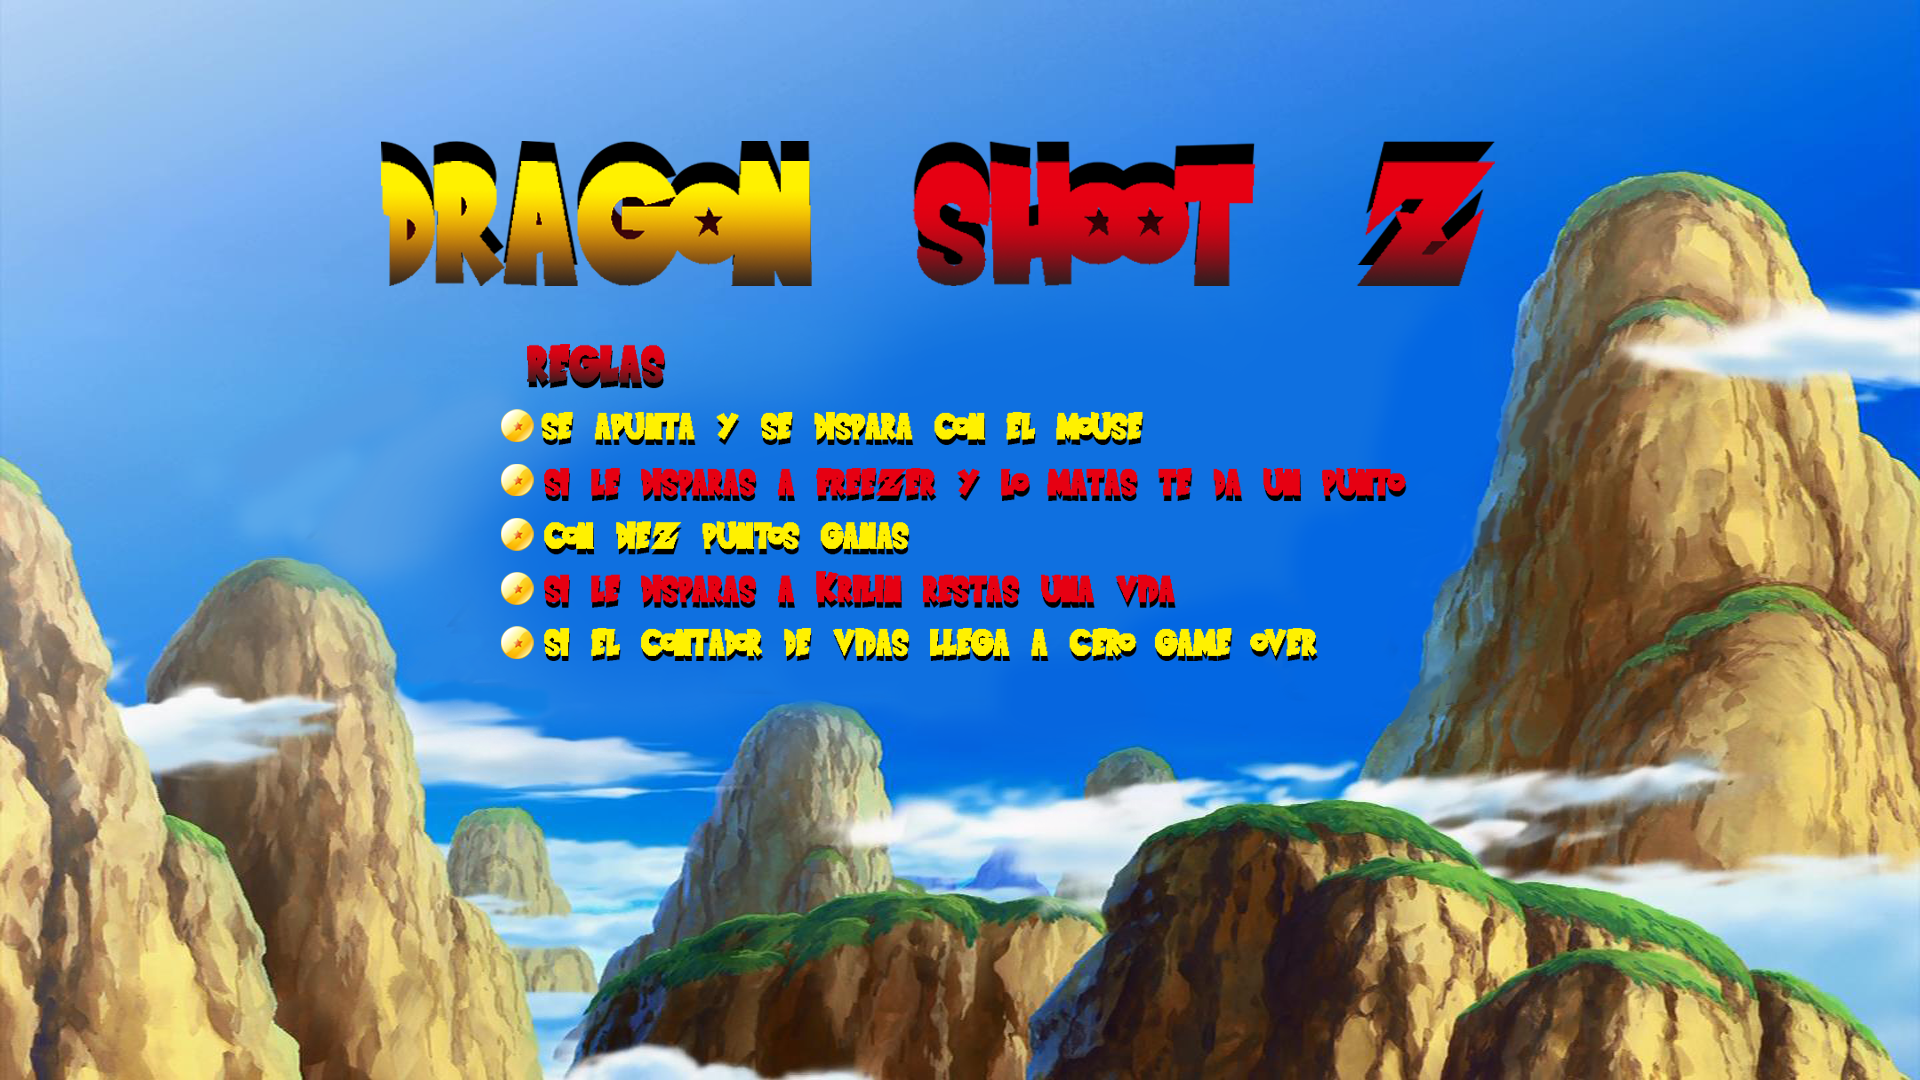 DRAGON SHOOT Z
REGLAS
SE APUNTA Y SE DISPARA CON EL MOUSE
SI LE DISPARAS A FREEZER Y LO MATAS TE DA UN PUNTO
CON DIEZ PUNTOS GANAS
SI LE DISPARAS A KRILIN RESTAS UNA VIDA
SI EL CONTADOR DE VIDAS LLEGA A CERO GAME OVER